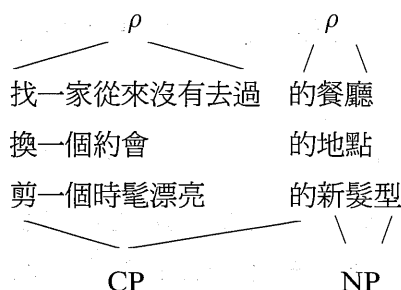 ρ ρ
找一家從來沒有去過 的餐廳
換一個約會 的地點
剪一個時髦漂亮 的新髮型
CP NP